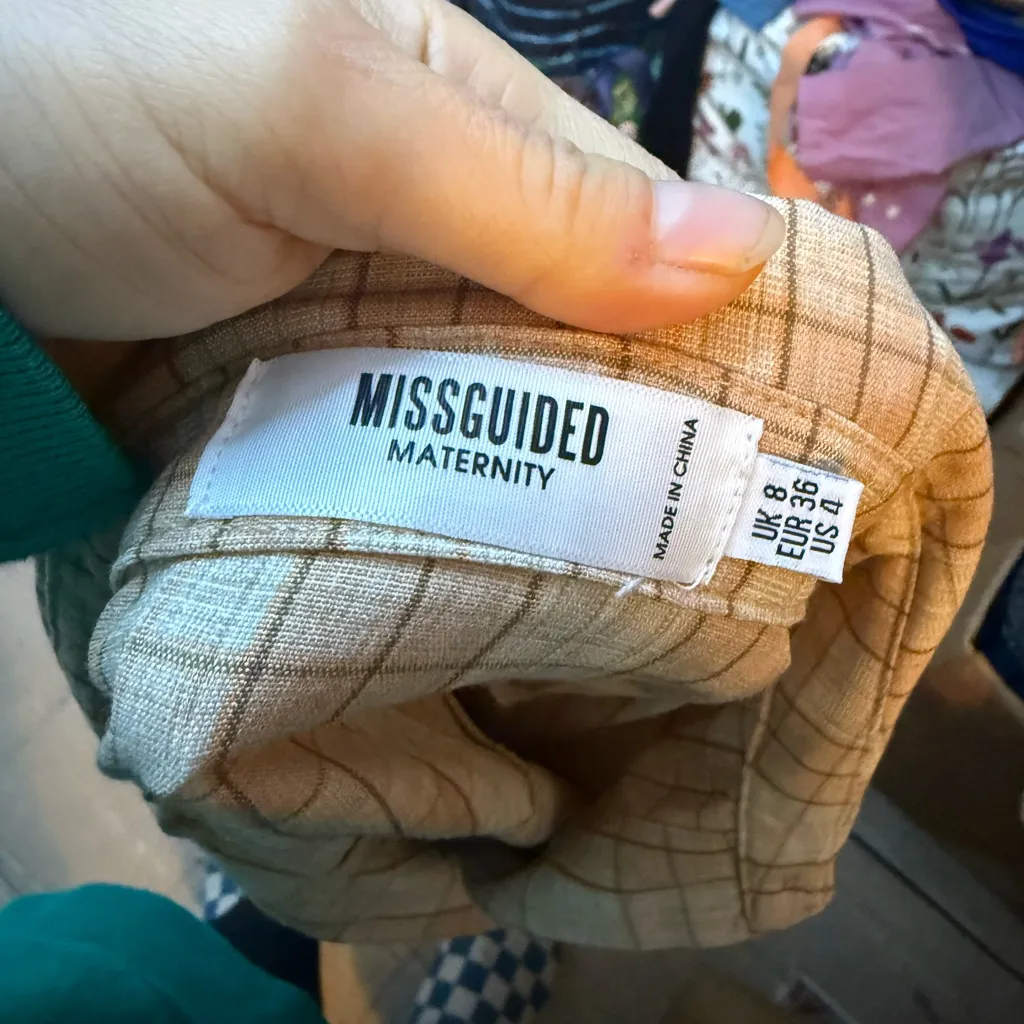 MISSGUIDED
MATERNITY
MADE IN CHINA
UK 8
EUR 36
US 4